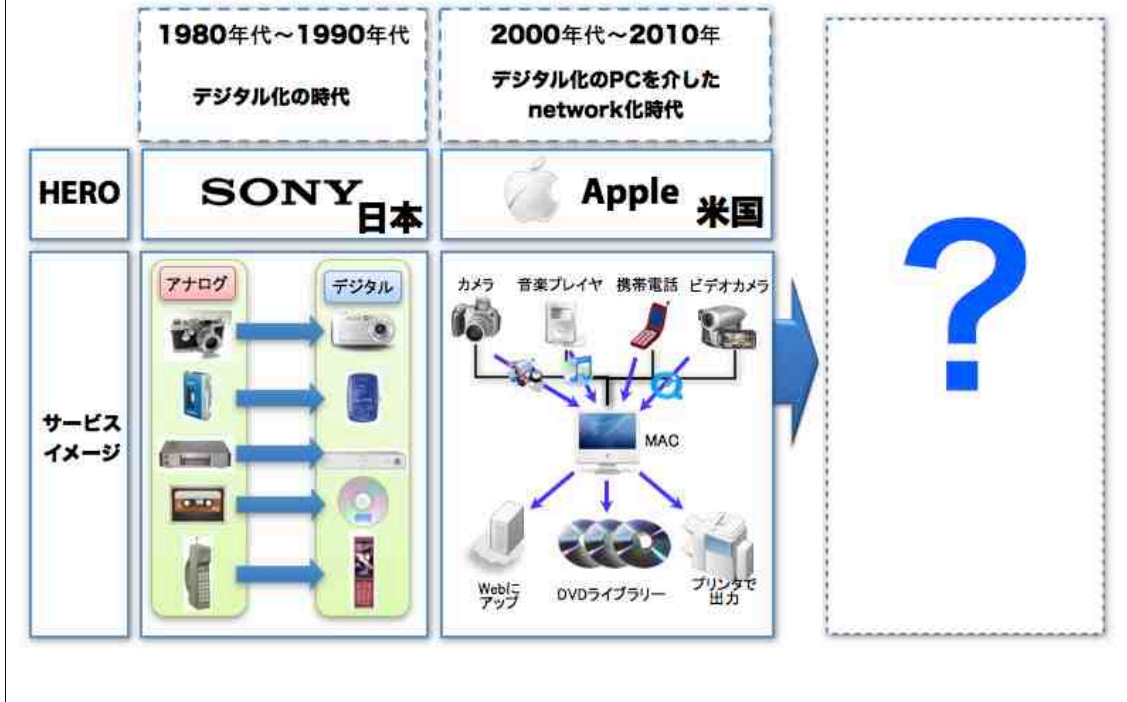 1980年代～1990年代
デジタル化の時代
2000年代～2010年
デジタル化のPCを介した
network化時代
HERO
SONY
日本
Apple
米国
サービス
イメージ
アナログ
デジタル
カメラ
音楽プレイヤ
携帯電話
ビデオカメラ
MAC
Webに
アップ
DVDライブラリー
プリンタで
出力
?